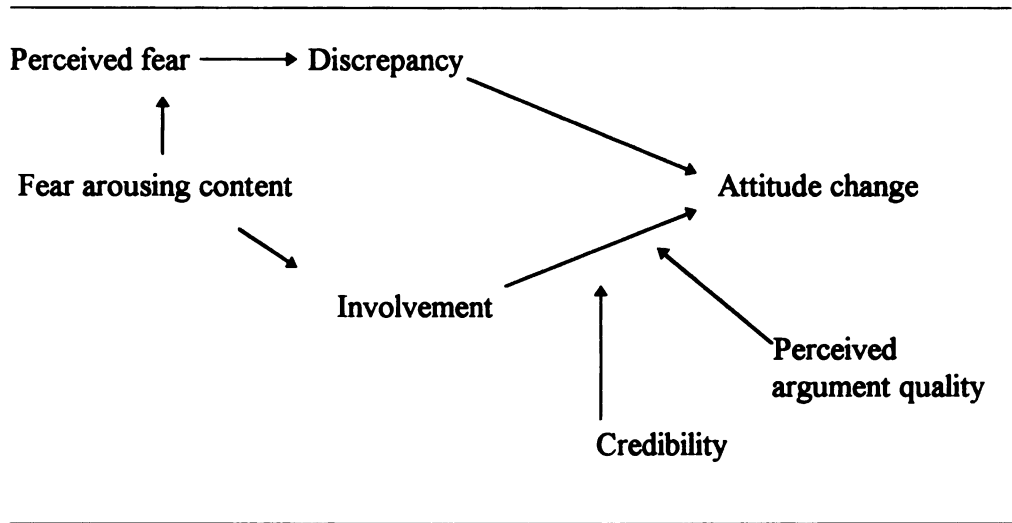 Perceived fear
Discrepancy
Fear arousing content
Attitude change
Involvement
Perceived
argument quality
Credibility